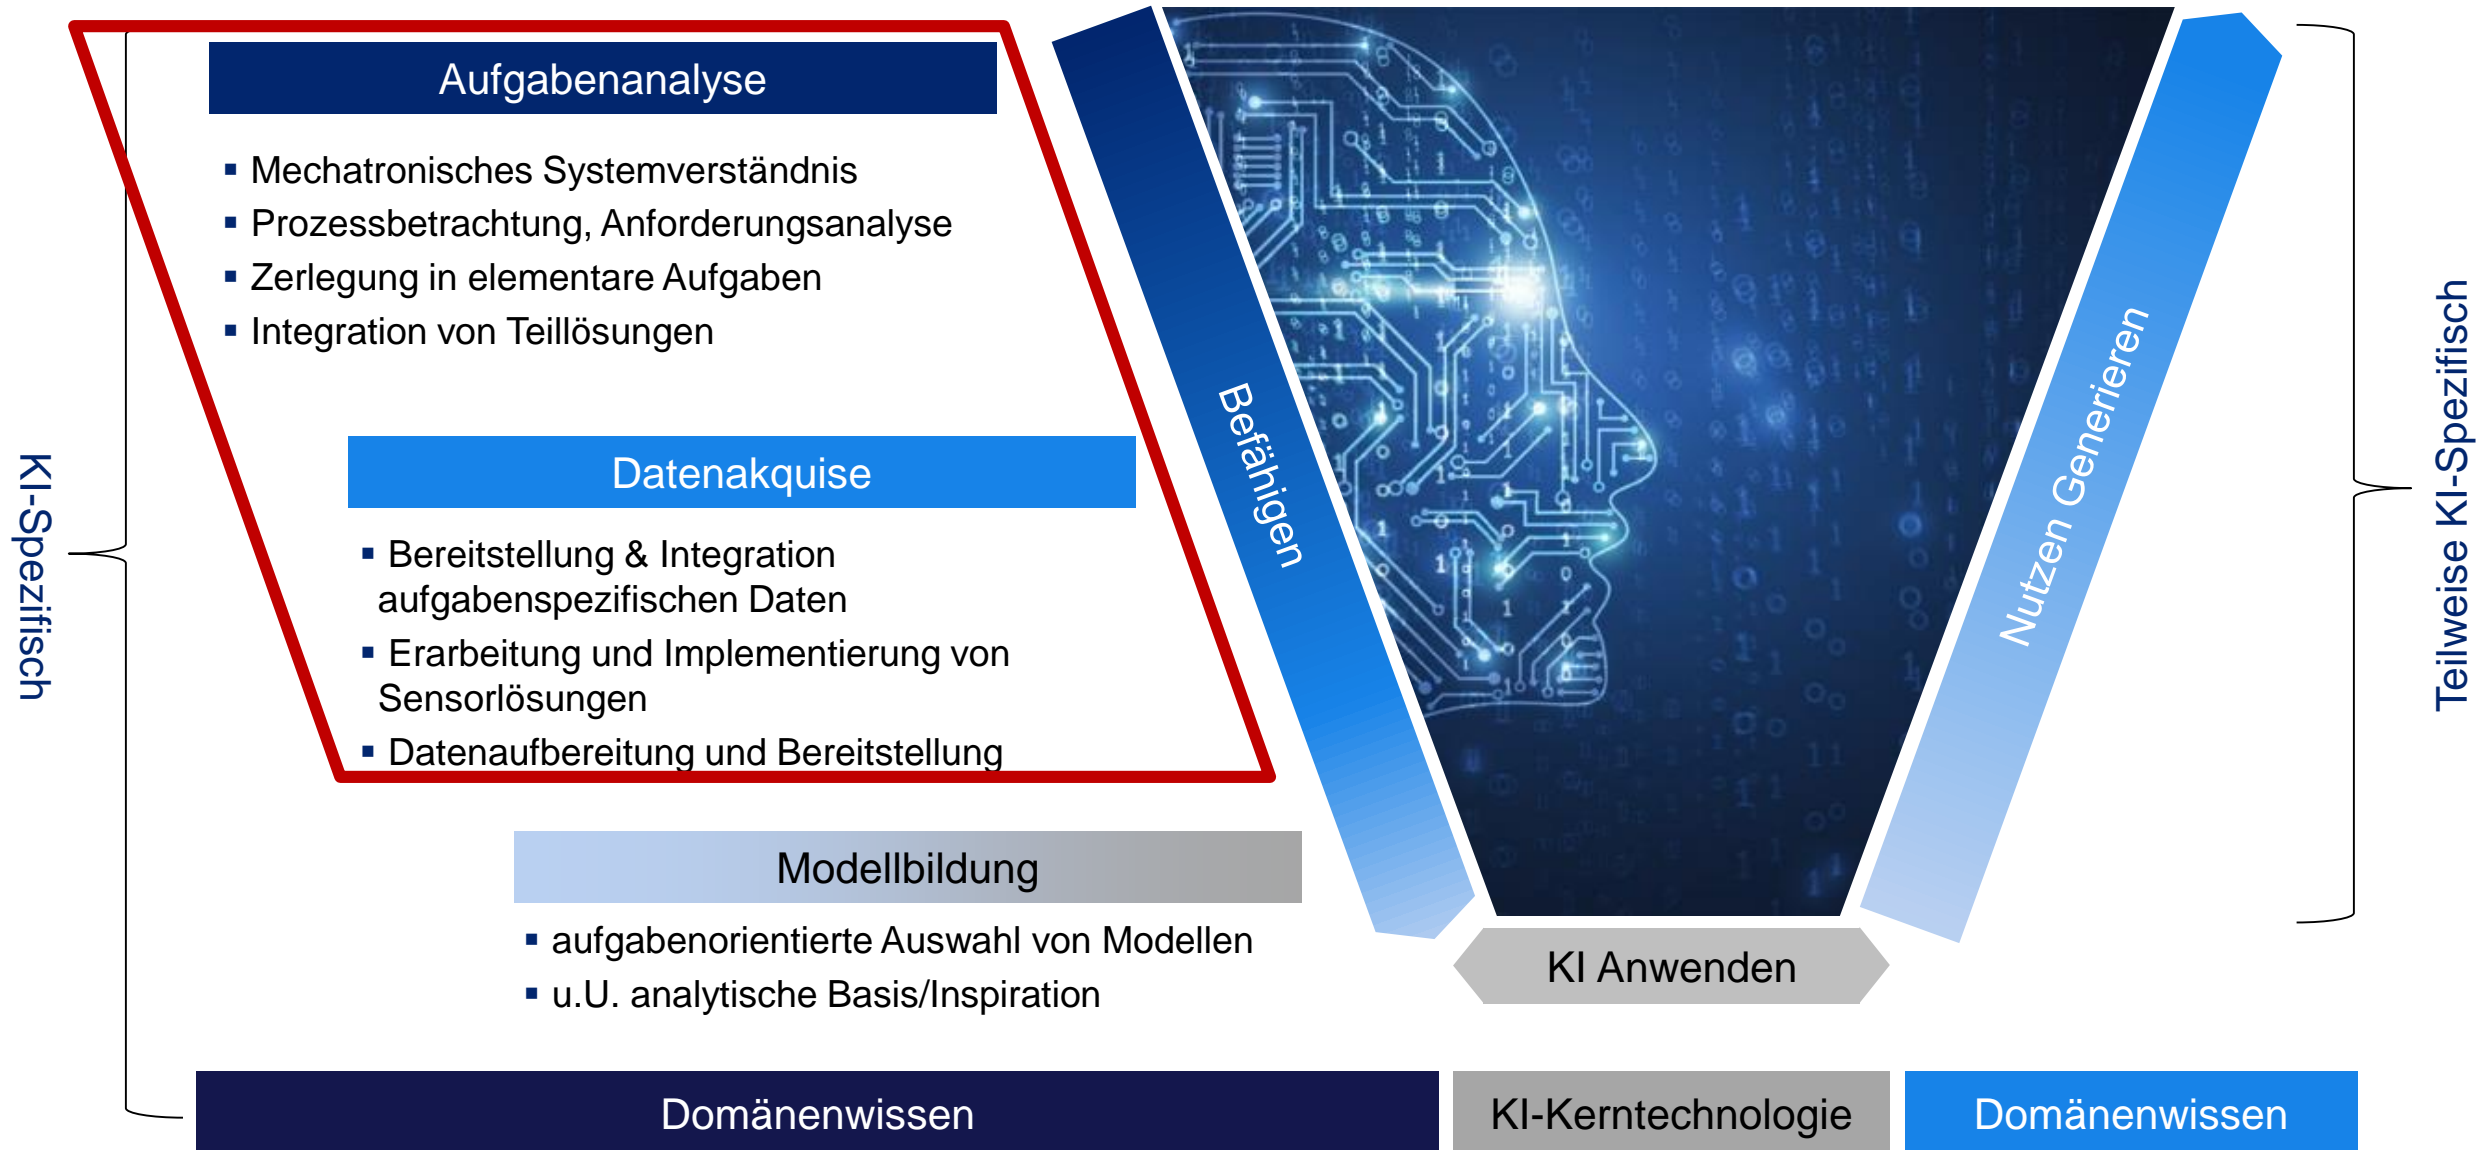 Aufgabenanalyse
▪ Mechatronisches Systemverständnis
▪ Prozessbetrachtung, Anforderungsanalyse
▪ Zerlegung in elementare Aufgaben
▪ Integration von Teillösungen
Datenakquise
▪ Bereitstellung & Integration
aufgabenspezifischen Daten
▪ Erarbeitung und Implementierung von
Sensorlösungen
▪ Datenaufbereitung und Bereitstellung
Modellbildung
▪ aufgabenorientierte Auswahl von Modellen
▪ u.U. analytische Basis/Inspiration
KI-Spezifisch
Befähigen
KI Anwenden
Nutzen Generieren
Teilweise KI-Spezifisch
Domänenwissen
KI-Kerntechnologie
Domänenwissen